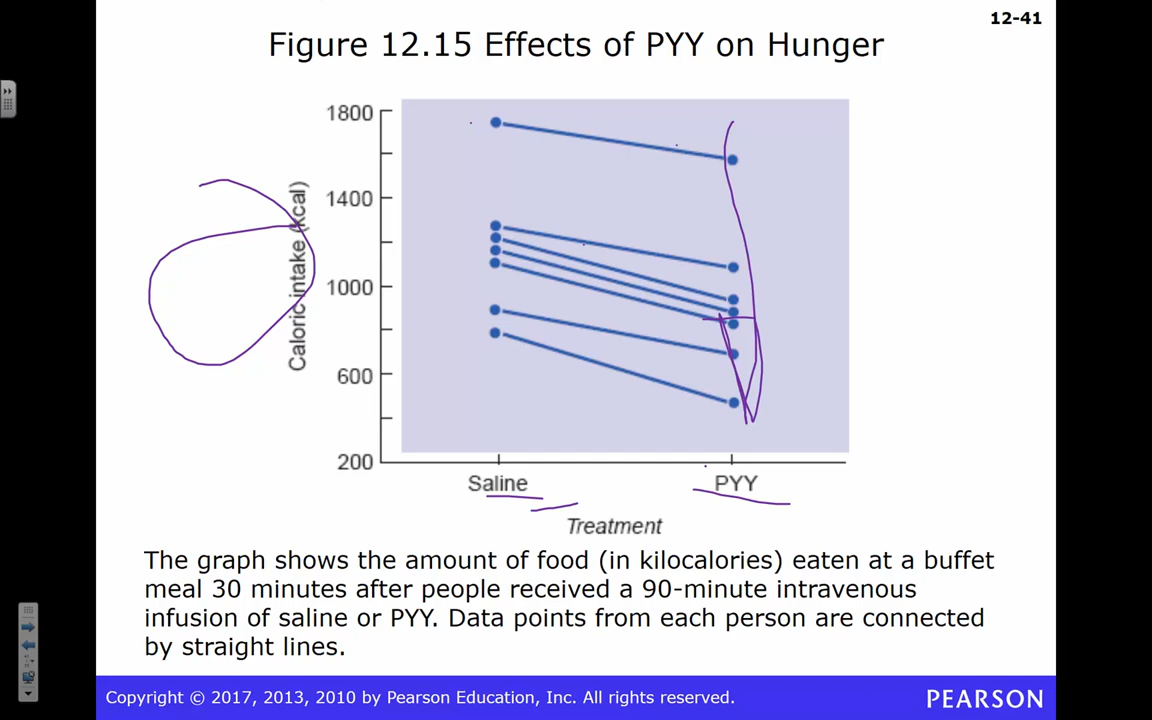 12-41
Figure 12.15 Effects of PYY on Hunger
Caloric intake (kcal)
1800
1400
1000
600
200
Saline PYY
Treatment
The graph shows the amount of food (in kilocalories) eaten at a buffet
meal 30 minutes after people received a 90-minute intravenous
infusion of saline or PYY. Data points from each person are connected
by straight lines.
Copyright © 2017, 2013, 2010 by Pearson Education, Inc. All rights reserved. PEARSON